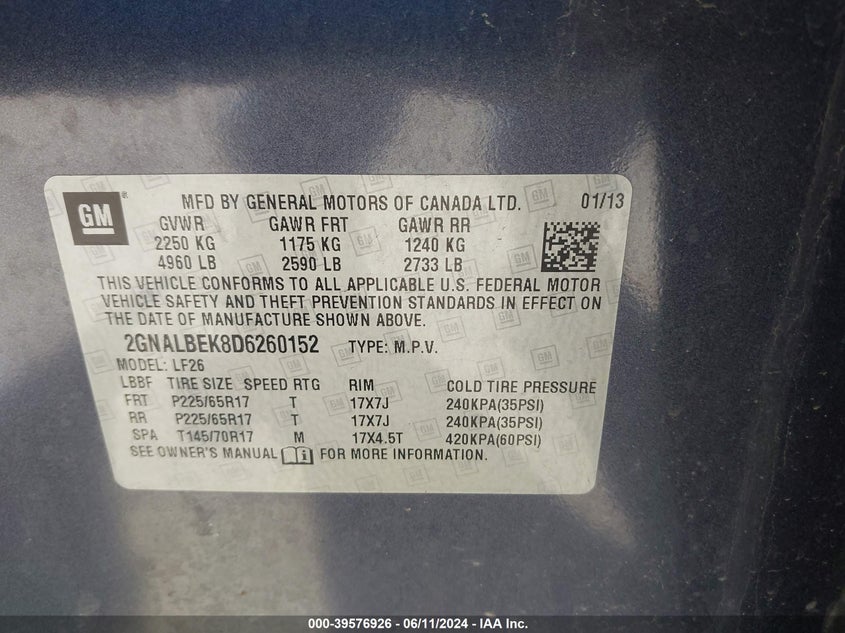 GM ® MFD BY GENERAL MOTORS OF CANADA LTD. 01/13
GVWR GAWR FRT GAWR RR
2250 KG 1175 KG 1240 KG
4960 LB 2590 LB 2733 LB
THIS VEHICLE CONFORMS TO ALL APPLICABLE U.S. FEDERAL MOTOR
VEHICLE SAFETY AND THEFT PREVENTION STANDARDS IN EFFECT ON
THE DATE OF MANUFACTURE SHOWN ABOVE.
2GNALBEK8D6260152 TYPE: M.P.V.
MODEL: LF26
LBBF TIRE SIZE SPEED RTG RIM COLD TIRE PRESSURE
FRT P225/65R17 T 17X7J 240KPA(35PSI)
RR P225/65R17 T 17X7J 240KPA(35PSI)
SPA T145/70R17 M 17X4.5T 420KPA(60PSI)
SEE OWNER'S MANUAL FOR MORE INFORMATION.
000-39576926 - 06/11/2024 - IAA Inc.